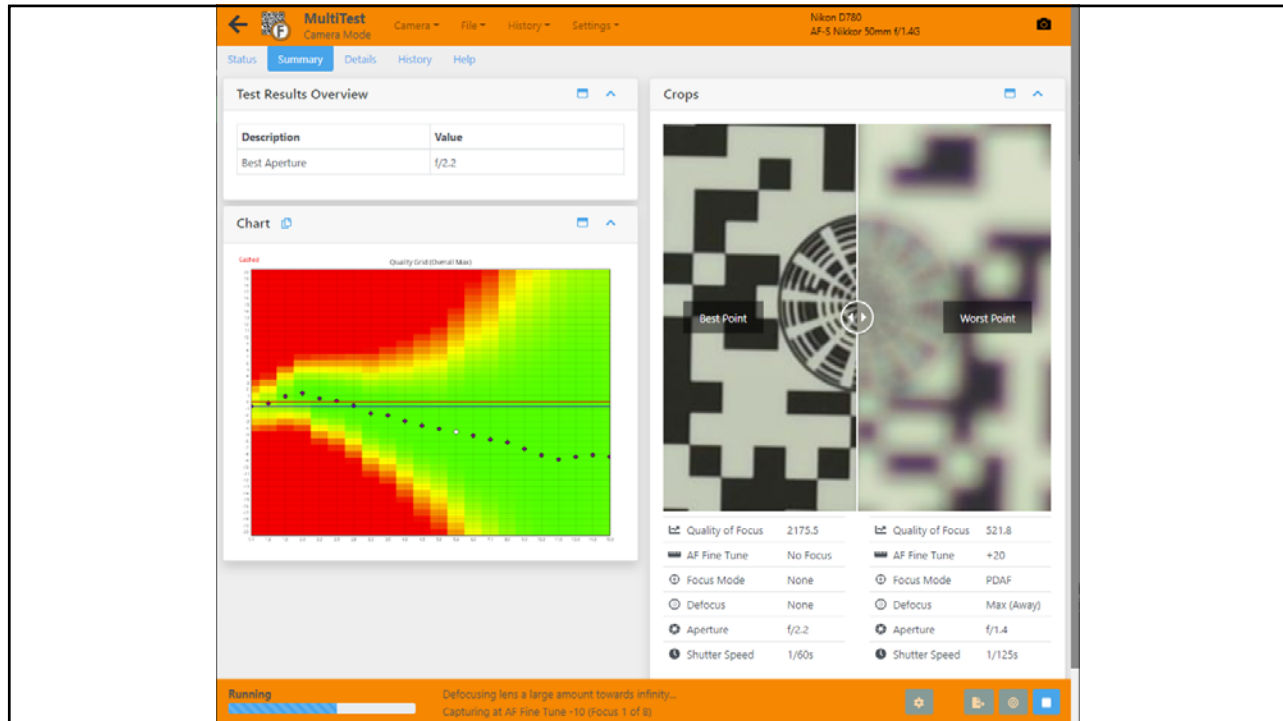 MultiTest
Camera Mode
Camera
File
History
Settings
Nikon D780
AF-S Nikkor 50mm f/1.4G
Status
Summary
Details
History
Help
Test Results Overview
Description Value
Best Aperture f/2.2
Chart
Cached
Quality Grid (Overall Max)
Crops
Best Point
Worst Point
Quality of Focus 2175.5
AF Fine Tune No Focus
Focus Mode None
Defocus None
Aperture f/2.2
Shutter Speed 1/60s
Quality of Focus 521.8
AF Fine Tune +20
Focus Mode PDAF
Defocus Max (Away)
Aperture f/1.4
Shutter Speed 1/125s
Running
Defocusing lens a large amount towards infinity...
Capturing at AF Fine Tune -10 (Focus 1 of 8)